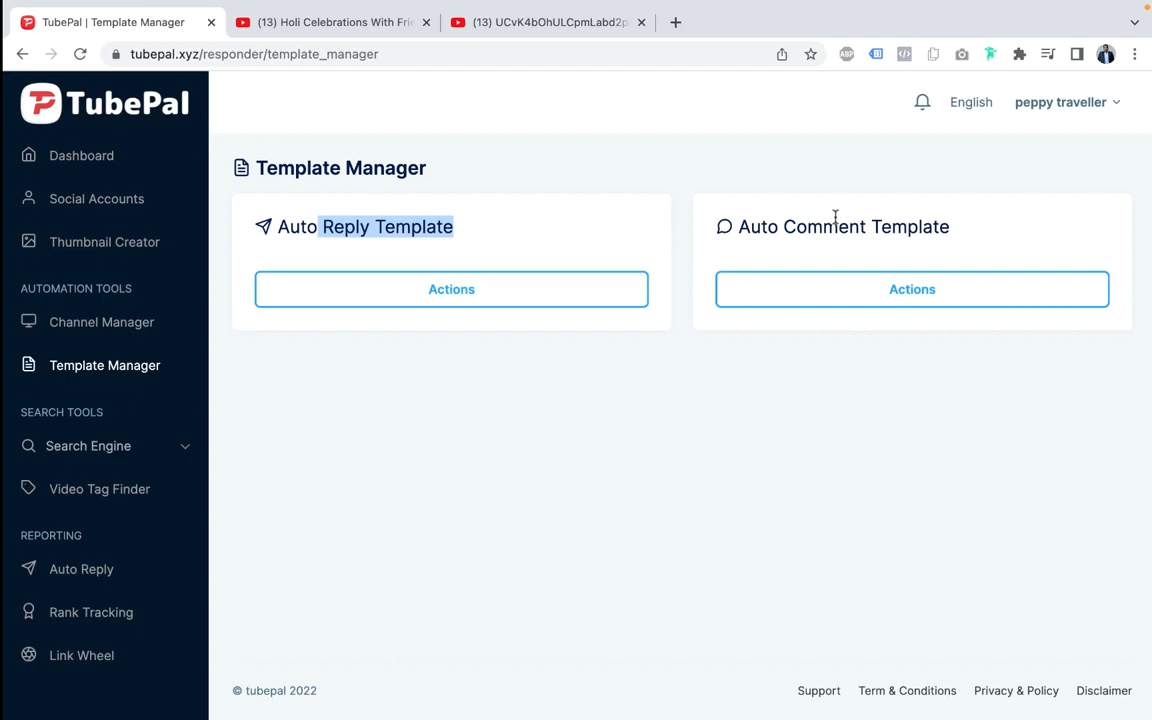 TubePal | Template Manager
(13) Holi Celebrations With Frie
(13) UCvK4bOhULCpmLabd2p
tubepal.xyz/responder/template_manager
TubePal
English
peppy traveller
Dashboard
Social Accounts
Thumbnail Creator
AUTOMATION TOOLS
Channel Manager
Template Manager
SEARCH TOOLS
Search Engine
Video Tag Finder
REPORTING
Auto Reply
Rank Tracking
Link Wheel
Template Manager
Auto Reply Template
Actions
Auto Comment Template
Actions
© tubepal 2022
Support
Term & Conditions
Privacy & Policy
Disclaimer
ABP